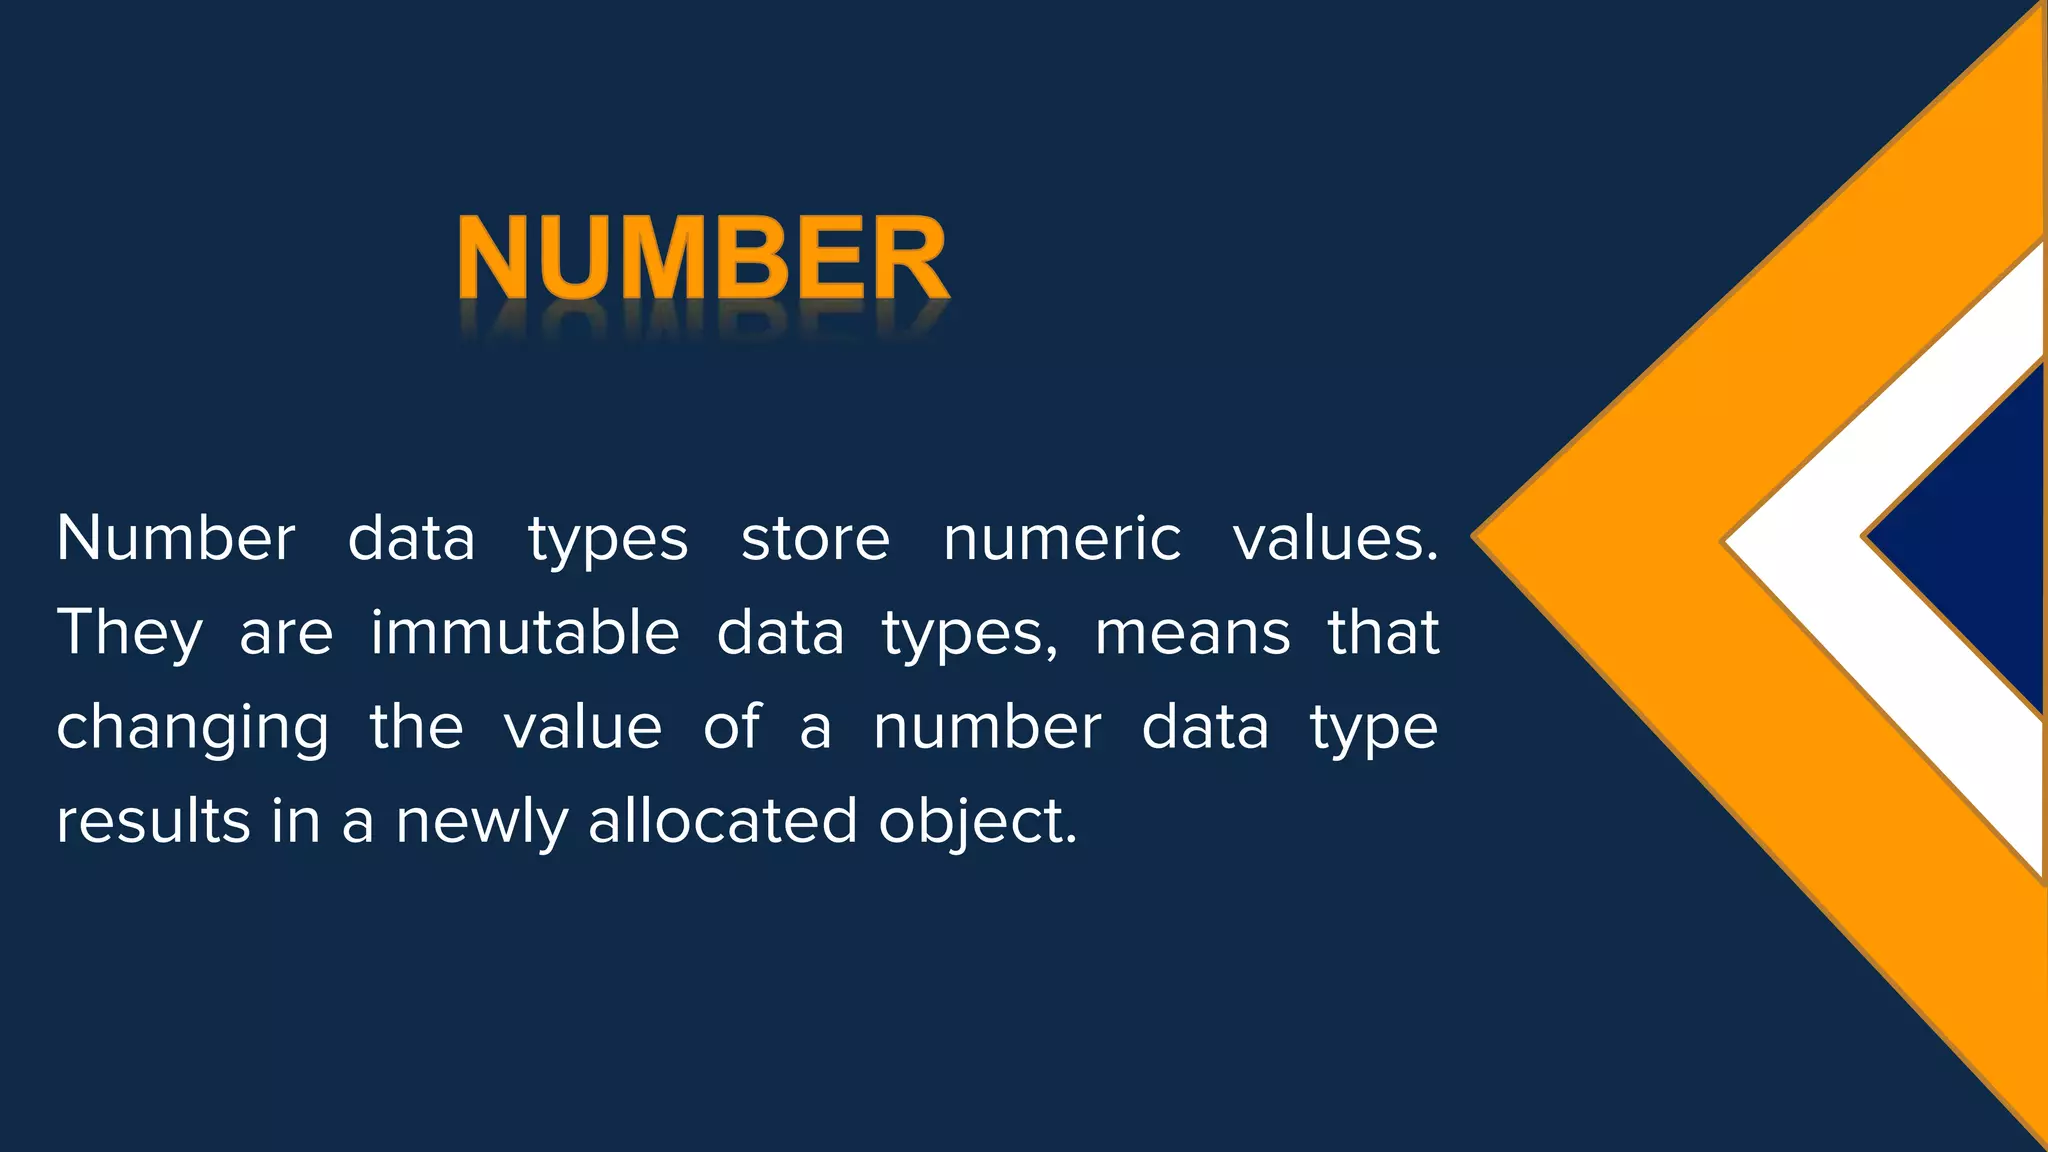 NUMBER
Number data types store numeric values.
They are immutable data types, means that
changing the value of a number data type
results in a newly allocated object.